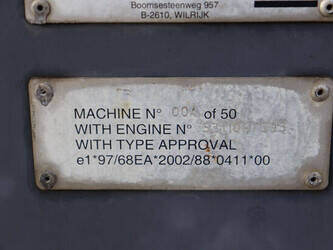 Boomsesteenweg 957
B-2610, WILRIJK
MACHINE N° of 50
WITH ENGINE N°
WITH TYPE APPROVAL
e1*97/68EA*2002/88*0411*00